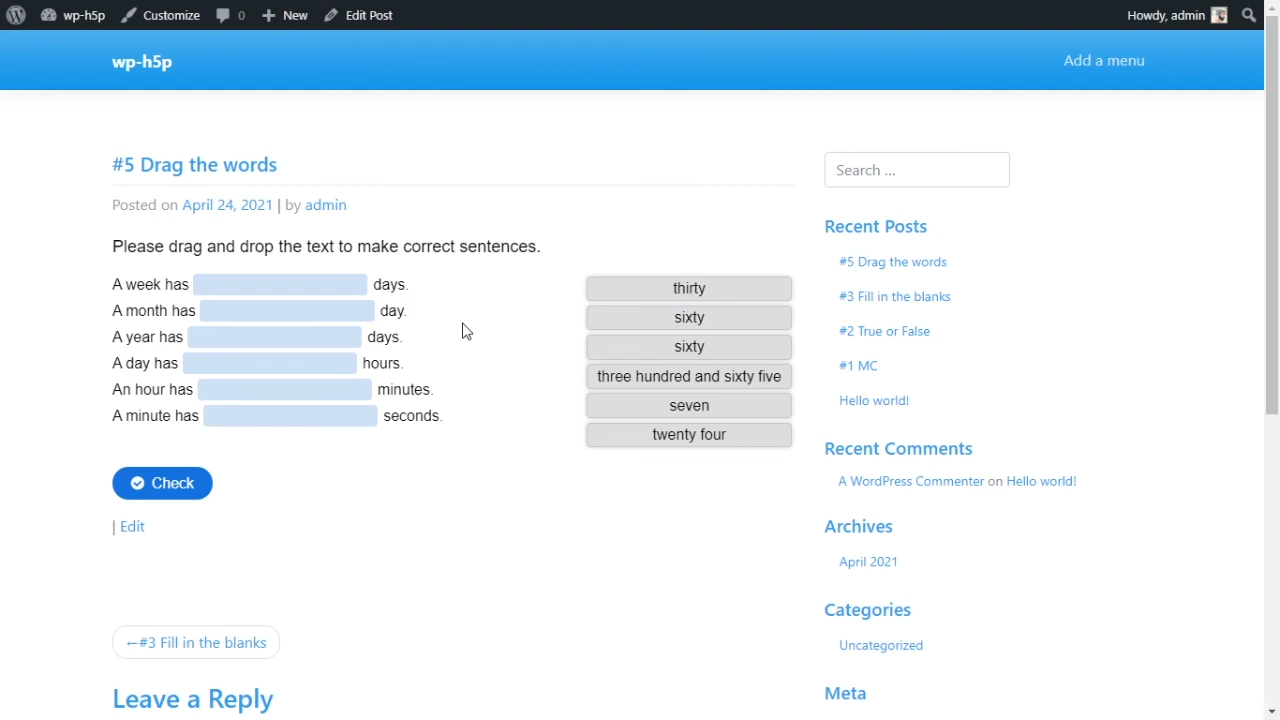 wp-h5p Customize 0 New Edit Post Howdy, admin
wp-h5p Add a menu
#5 Drag the words
Posted on April 24, 2021 | by admin
Please drag and drop the text to make correct sentences.
A week has days.
A month has day.
A year has days.
A day has hours.
An hour has minutes.
A minute has seconds.
thirty
sixty
sixty
three hundred and sixty five
seven
twenty four
Check
| Edit
←#3 Fill in the blanks
Leave a Reply
Search ...
Recent Posts
#5 Drag the words
#3 Fill in the blanks
#2 True or False
#1 MC
Hello world!
Recent Comments
A WordPress Commenter on Hello world!
Archives
April 2021
Categories
Uncategorized
Meta